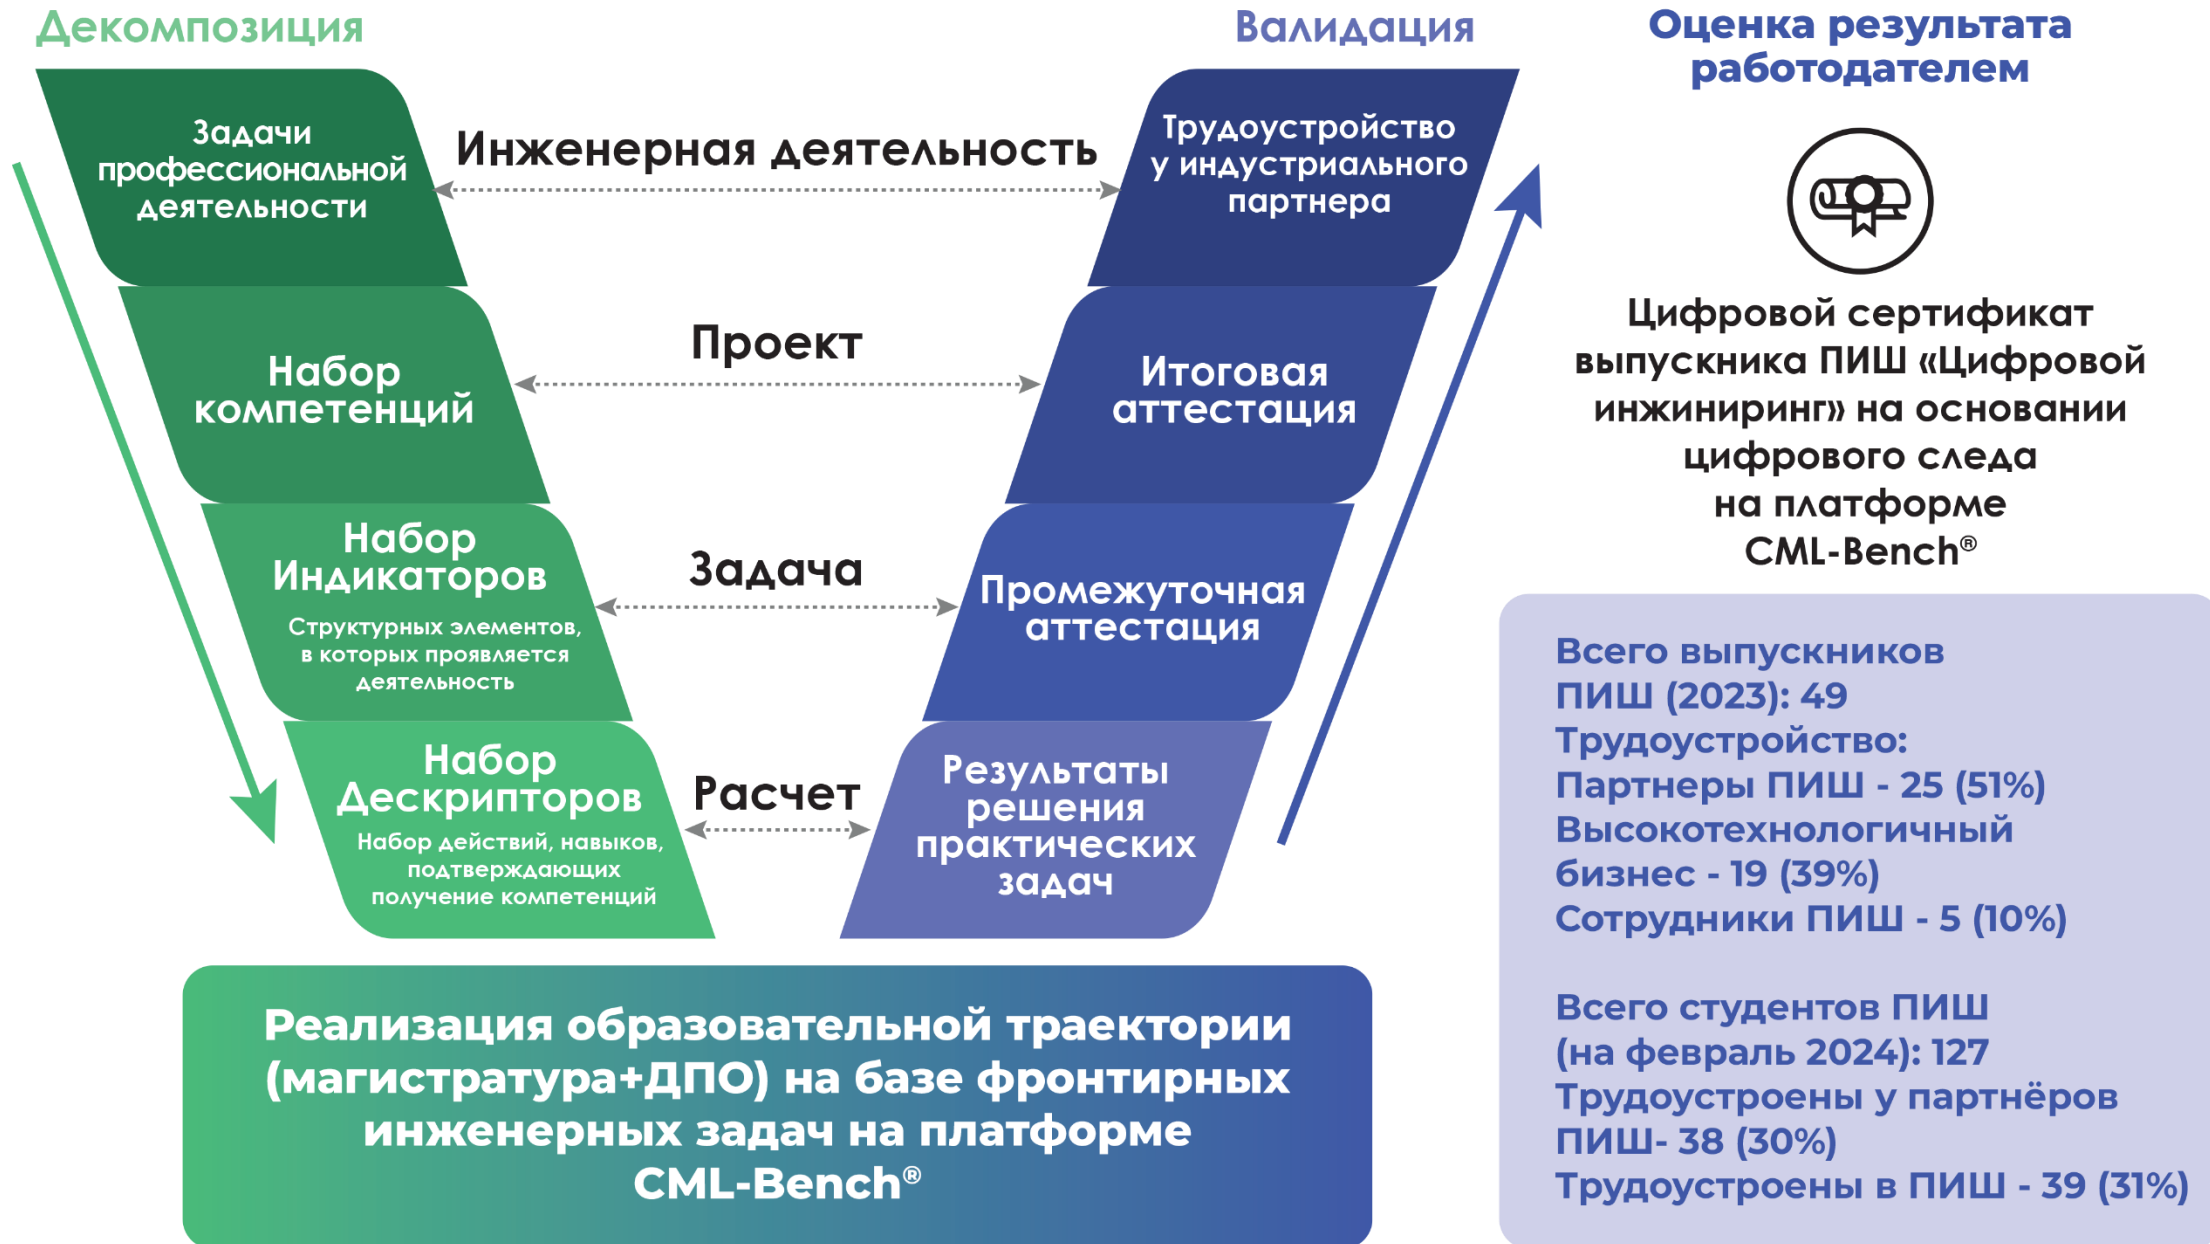 Декомпозиция
Задачи
профессиональной
деятельности
Набор
компетенций
Набор
Индикаторов
Структурных элементов,
в которых проявляется
деятельность
Набор
Дескрипторов
Набор действий, навыков,
подтверждающих
получение компетенций
Инженерная деятельность
Проект
Задача
Расчет
Валидация
Трудоустройство
у индустриального
партнера
Итоговая
аттестация
Промежуточная
аттестация
Результаты
решения
практических
задач
Реализация образовательной траектории
(магистратура+ДПО) на базе фронтирных
инженерных задач на платформе
CML-Bench®
Оценка результата
работодателем
Цифровой сертификат
выпускника ПИШ «Цифровой
инжиниринг» на основании
цифрового следа
на платформе
CML-Bench®
Всего выпускников
ПИШ (2023): 49
Трудоустройство:
Партнеры ПИШ - 25 (51%)
Высокотехнологичный
бизнес - 19 (39%)
Сотрудники ПИШ - 5 (10%)
Всего студентов ПИШ
(на февраль 2024): 127
Трудоустроены у партнёров
ПИШ- 38 (30%)
Трудоустроены в ПИШ - 39 (31%)